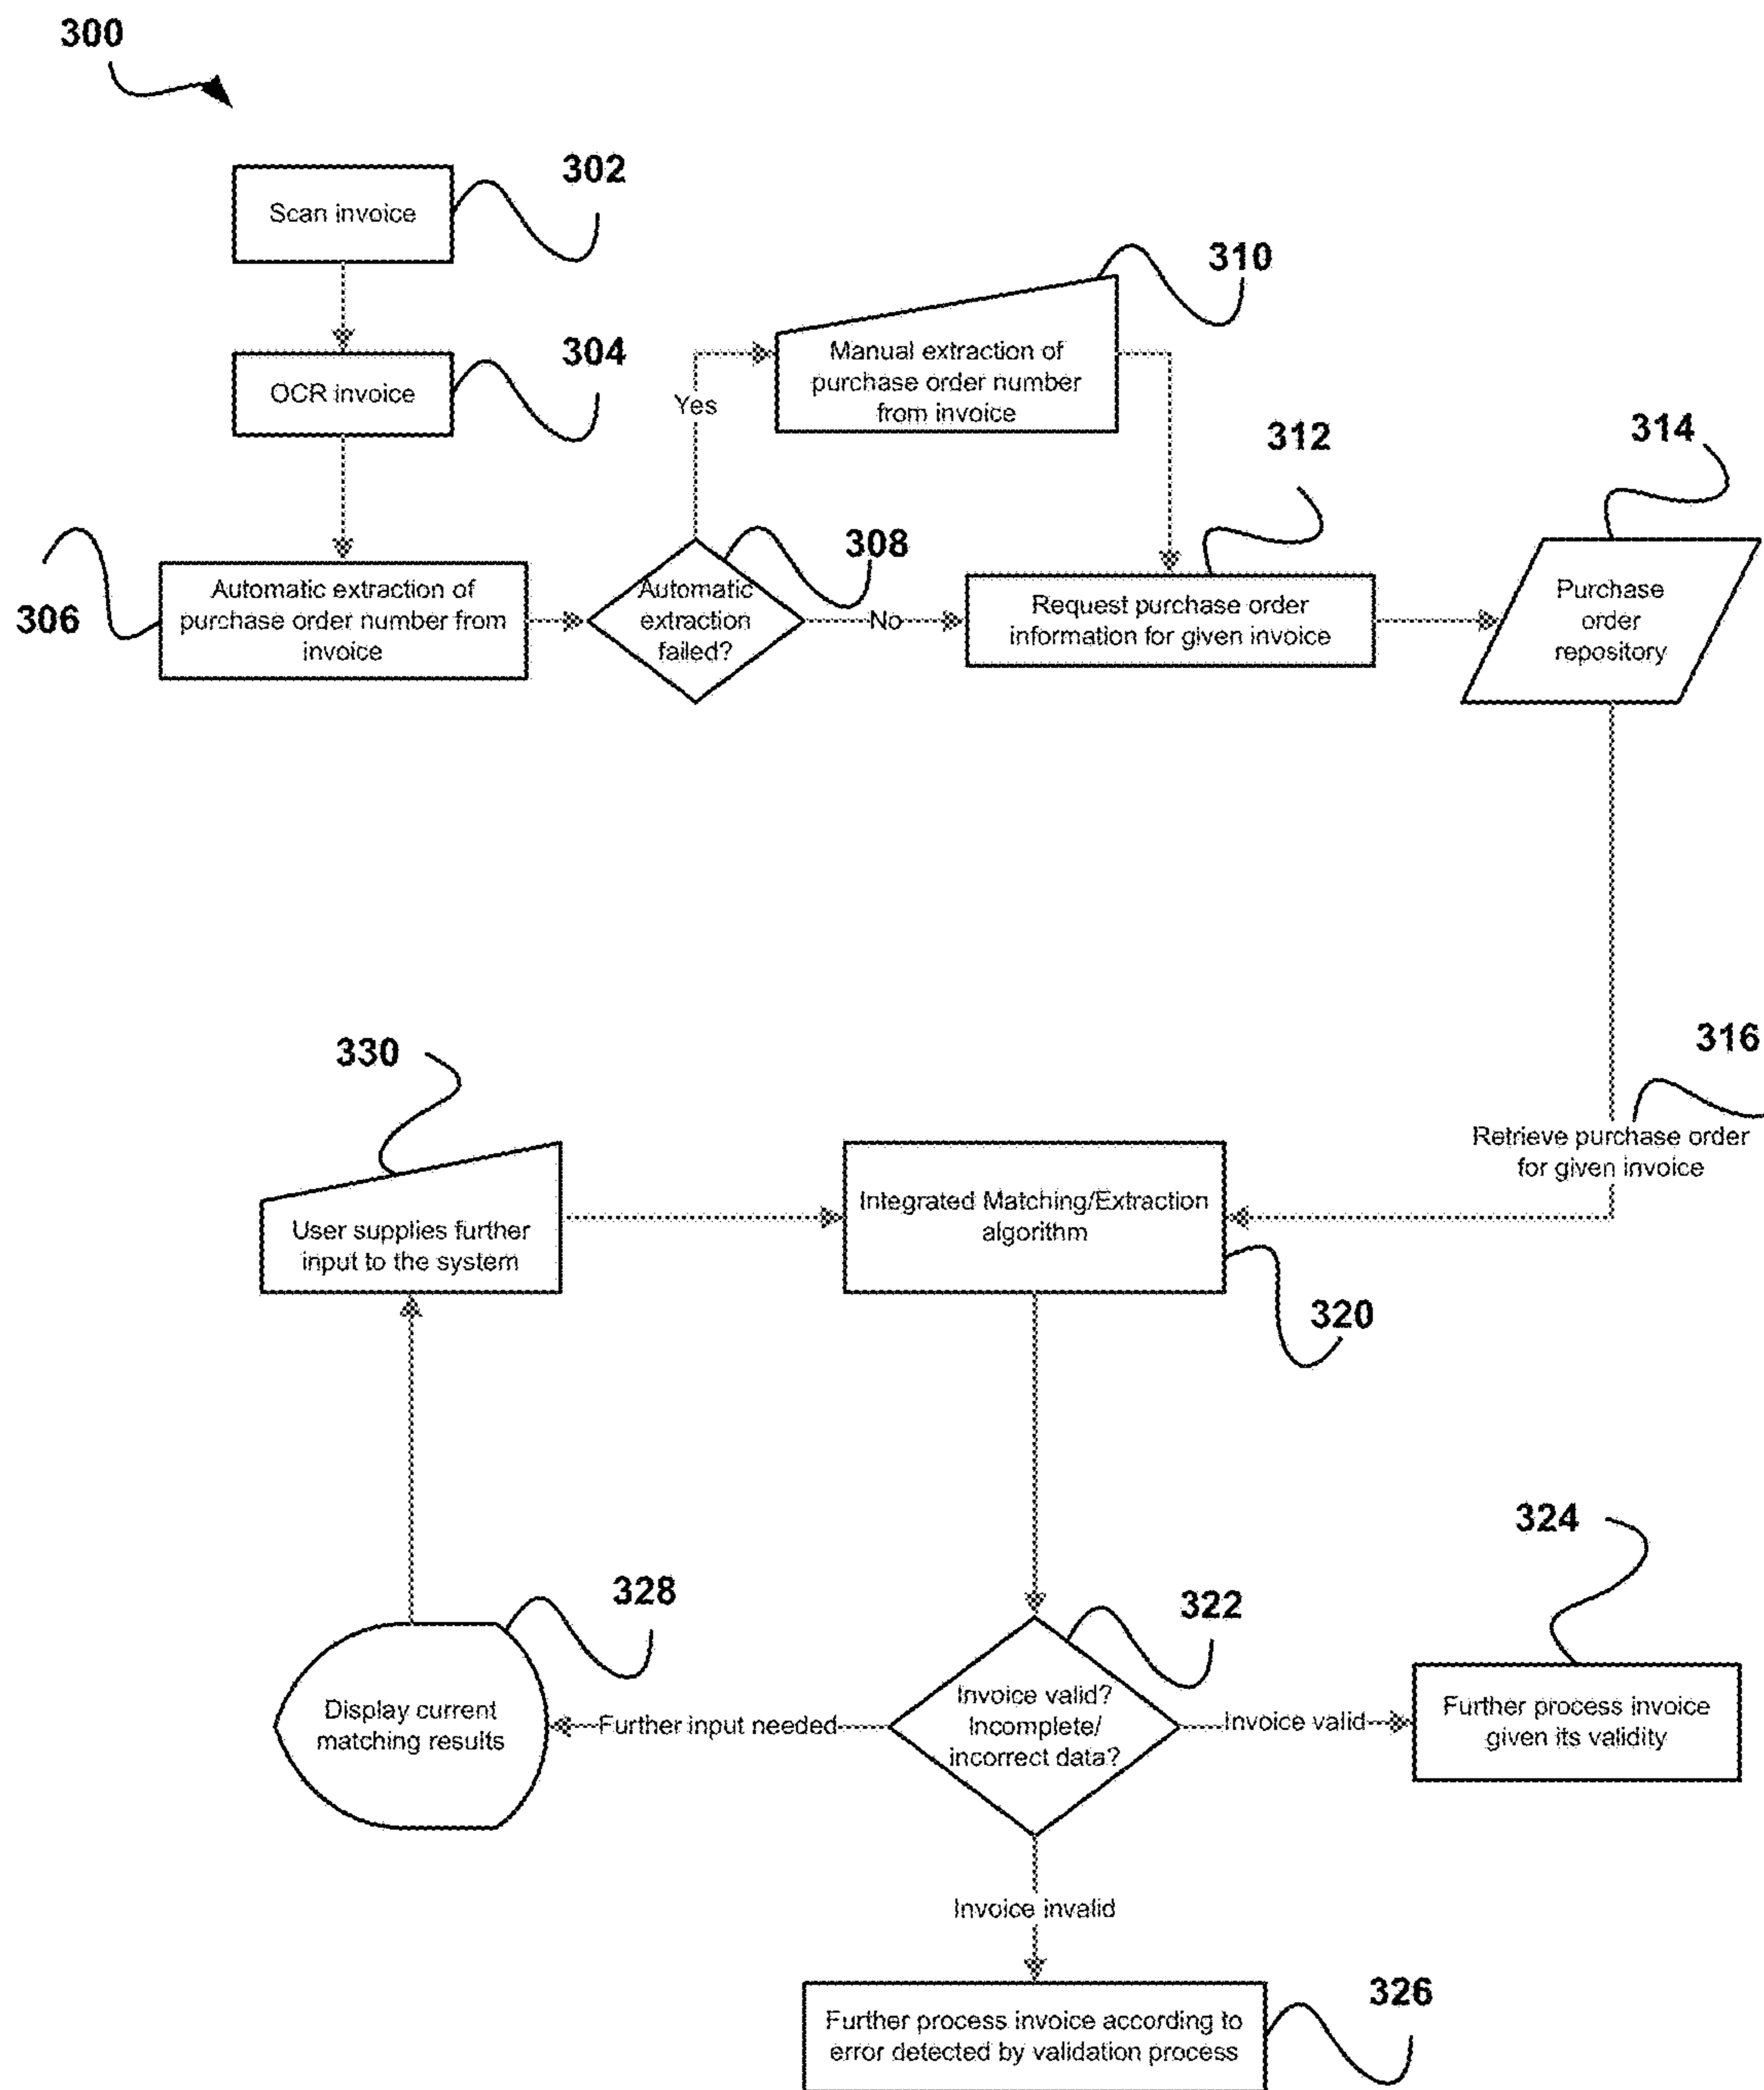 300
302
Scan invoice
304
OCR invoice
310
Manual extraction of
purchase order number
from invoice
Yes
306
Automatic extraction of
purchase order number from
invoice
308
Automatic
extraction
failed?
No
312
Request purchase order
information for given invoice
314
Purchase
order
repository
316
Retrieve purchase order
for given invoice
330
User supplies further
input to the system
Integrated Matching/Extraction
algorithm
320
328
Display current
matching results
Further input needed
322
Invoice valid?
Incomplete/
incorrect data?
Invoice valid
324
Further process invoice
given its validity
Invoice invalid
326
Further process invoice according to
error detected by validation process